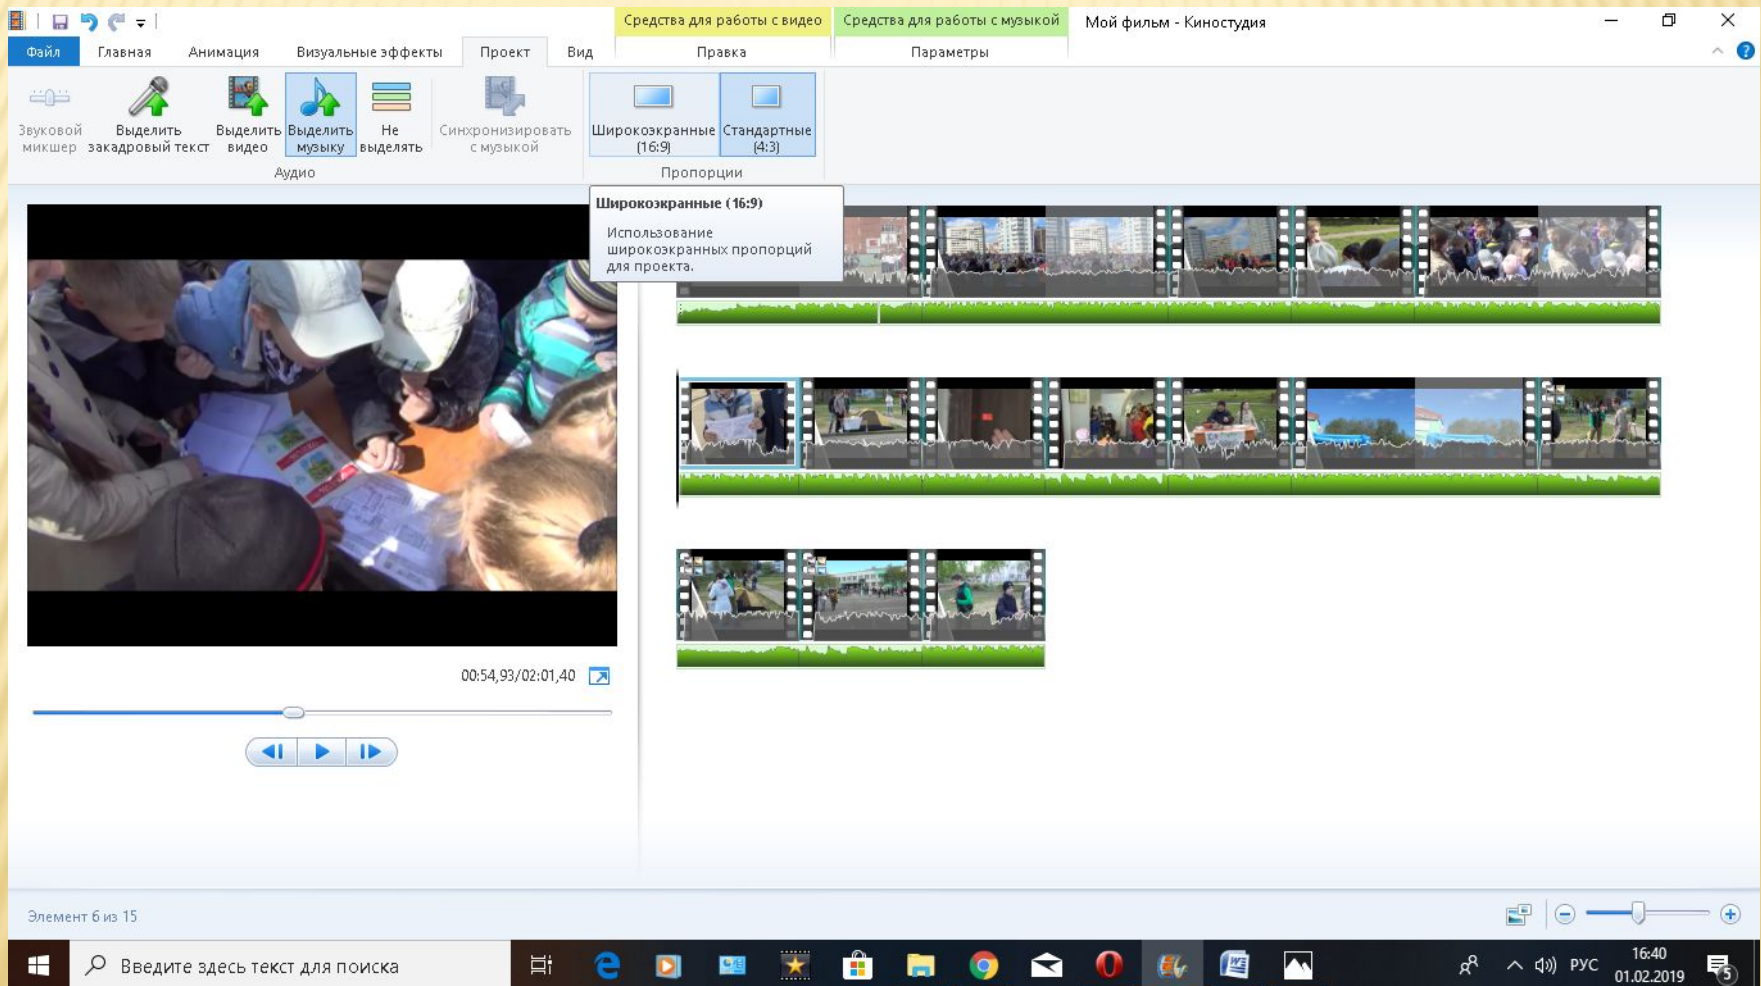 Средства для работы с видео
Средства для работы с музыкой
Мой фильм - Киностудия
Файл
Главная
Анимация
Визуальные эффекты
Проект
Вид
Правка
Параметры
Звуковой
микшер
Выделить
закадровый текст
Выделить
видео
Выделить
музыку
Не
выделять
Синхронизировать
с музыкой
Широкоэкранные
(16:9)
Стандартные
(4:3)
Аудио
Пропорции
Широкоэкранные (16:9)
Использование
широкоэкранных пропорций
для проекта.
00:54,93/02:01,40
Элемент 6 из 15
Введите здесь текст для поиска
РУС
16:40
01.02.2019
5